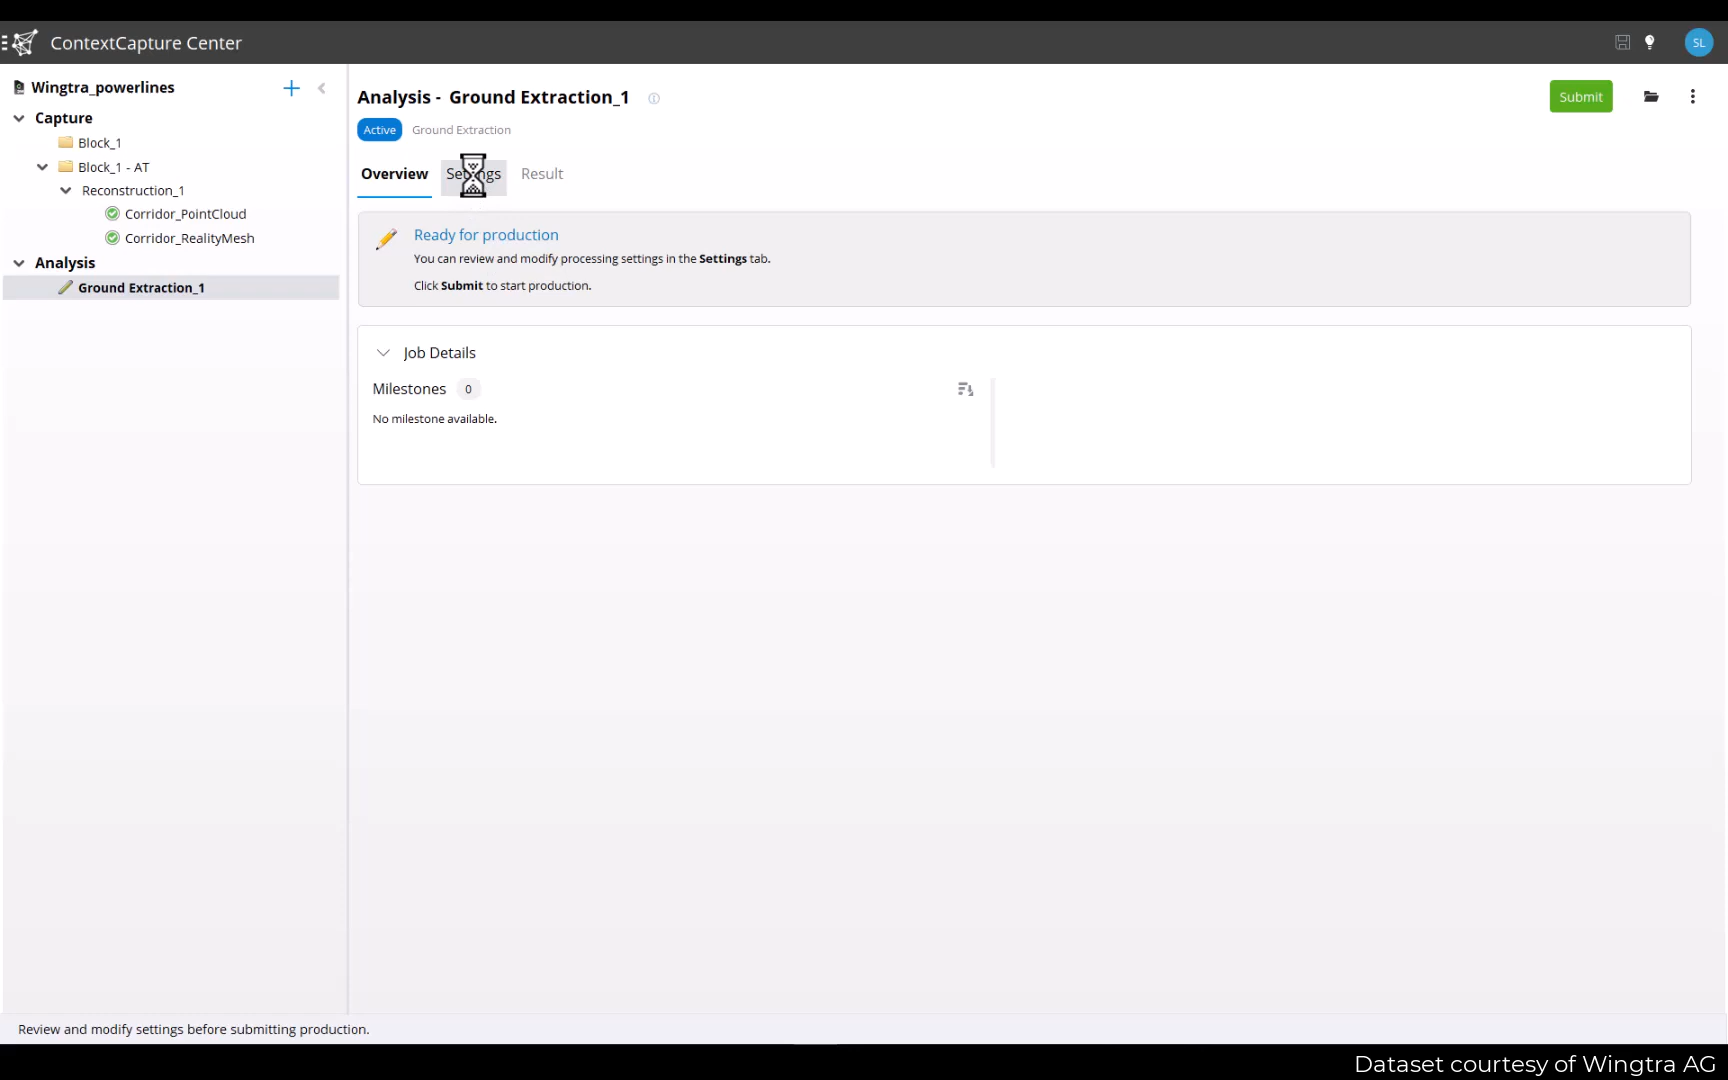 ContextCapture Center
SL
Wingtra_powerlines
Capture
Block_1
Block_1 - AT
Reconstruction_1
Corridor_PointCloud
Corridor_RealityMesh
Analysis
Ground Extraction_1
Analysis - Ground Extraction_1
Submit
Active Ground Extraction
Overview Settings Result
Ready for production
You can review and modify processing settings in the Settings tab.
Click Submit to start production.
Job Details
Milestones 0
No milestone available.
Review and modify settings before submitting production.
Dataset courtesy of Wingtra AG